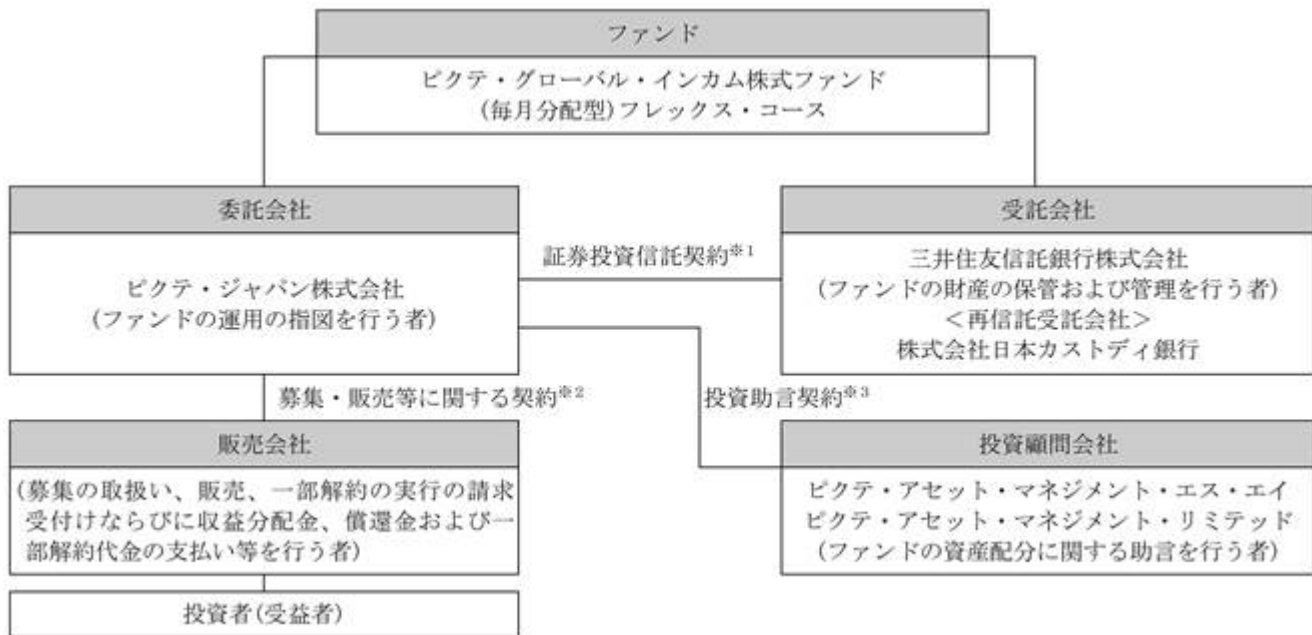 ファンド
ピクテ・グローバル・インカム株式ファンド
(毎月分配型)フレックス・コース
委託会社
ピクテ・ジャパン株式会社
(ファンドの運用の指図を行う者)
証券投資信託契約※1
受託会社
三井住友信託銀行株式会社
(ファンドの財産の保管および管理を行う者)
<再信託受託会社>
株式会社日本カストディ銀行
募集・販売等に関する契約※2
投資助言契約※3
販売会社
(募集の取扱い、販売、一部解約の実行の請求
受付けならびに収益分配金、償還金および一
部解約代金の支払い等を行う者)
投資顧問会社
ピクテ・アセット・マネジメント・エス・エイ
ピクテ・アセット・マネジメント・リミテッド
(ファンドの資産配分に関する助言を行う者)
投資者(受益者)